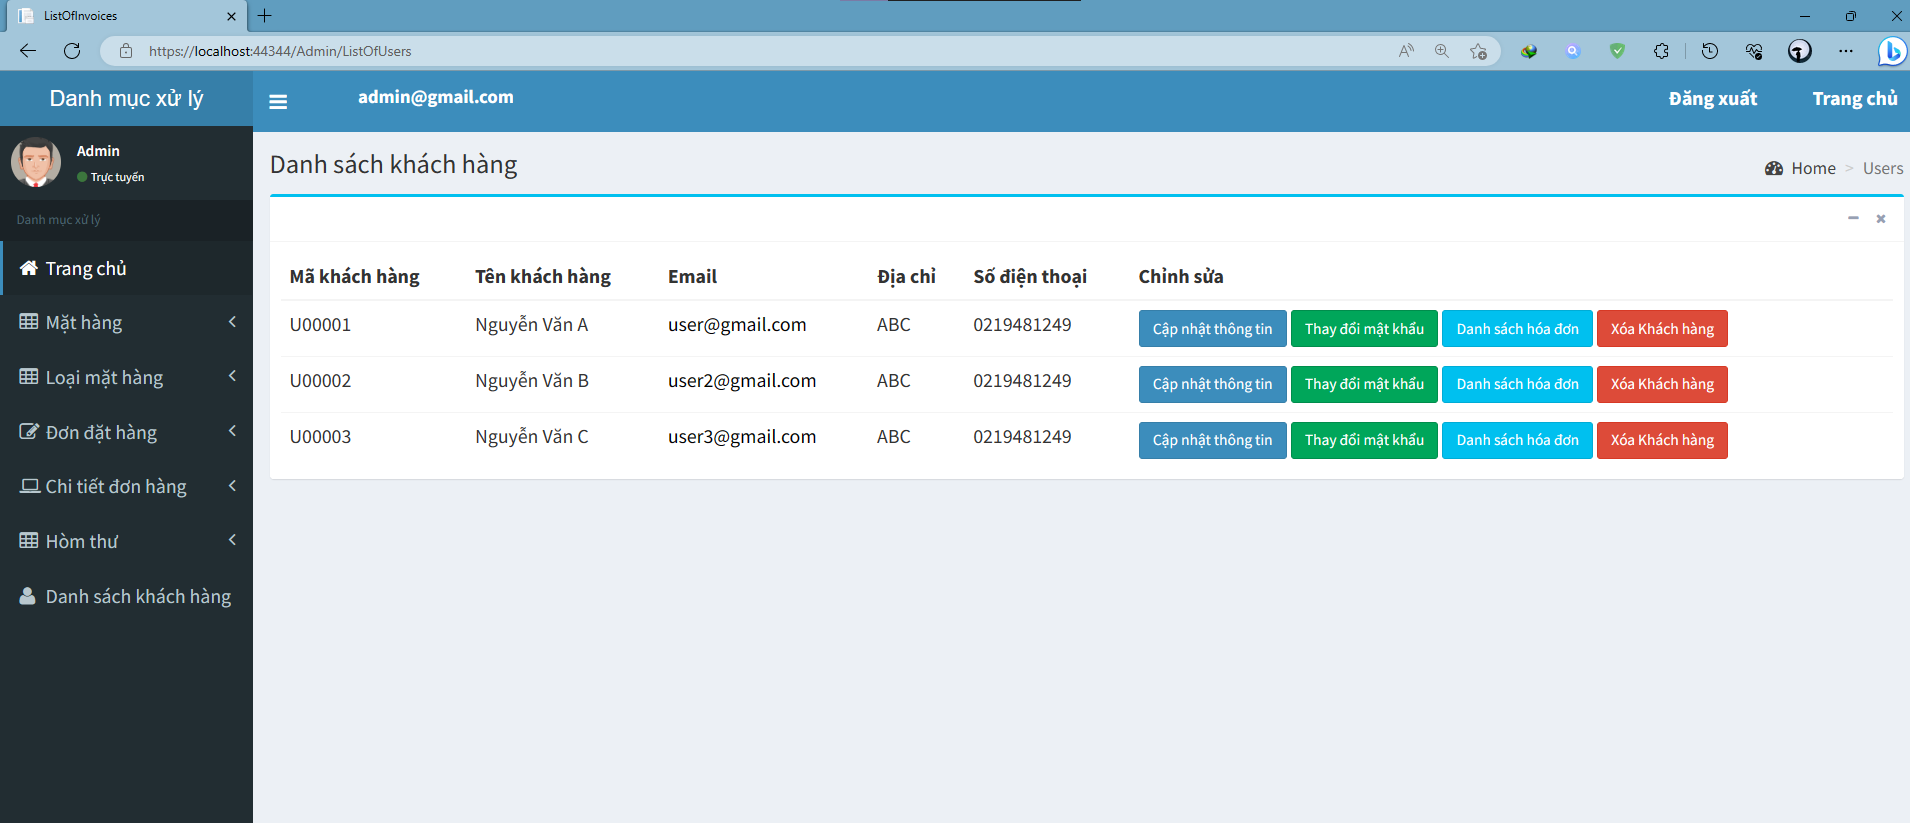 ListOfInvoices
https://localhost:44344/Admin/ListOfUsers
Danh mục xử lý
admin@gmail.com
Đăng xuất
Trang chủ
Admin
Trực tuyến
Danh mục xử lý
Trang chủ
Mặt hàng
Loại mặt hàng
Đơn đặt hàng
Chi tiết đơn hàng
Hòm thư
Danh sách khách hàng
Danh sách khách hàng
Home > Users
Mã khách hàng Tên khách hàng Email Địa chỉ Số điện thoại Chỉnh sửa
U00001 Nguyễn Văn A user@gmail.com ABC 0219481249 Cập nhật thông tin Thay đổi mật khẩu Danh sách hóa đơn Xóa Khách hàng
U00002 Nguyễn Văn B user2@gmail.com ABC 0219481249 Cập nhật thông tin Thay đổi mật khẩu Danh sách hóa đơn Xóa Khách hàng
U00003 Nguyễn Văn C user3@gmail.com ABC 0219481249 Cập nhật thông tin Thay đổi mật khẩu Danh sách hóa đơn Xóa Khách hàng